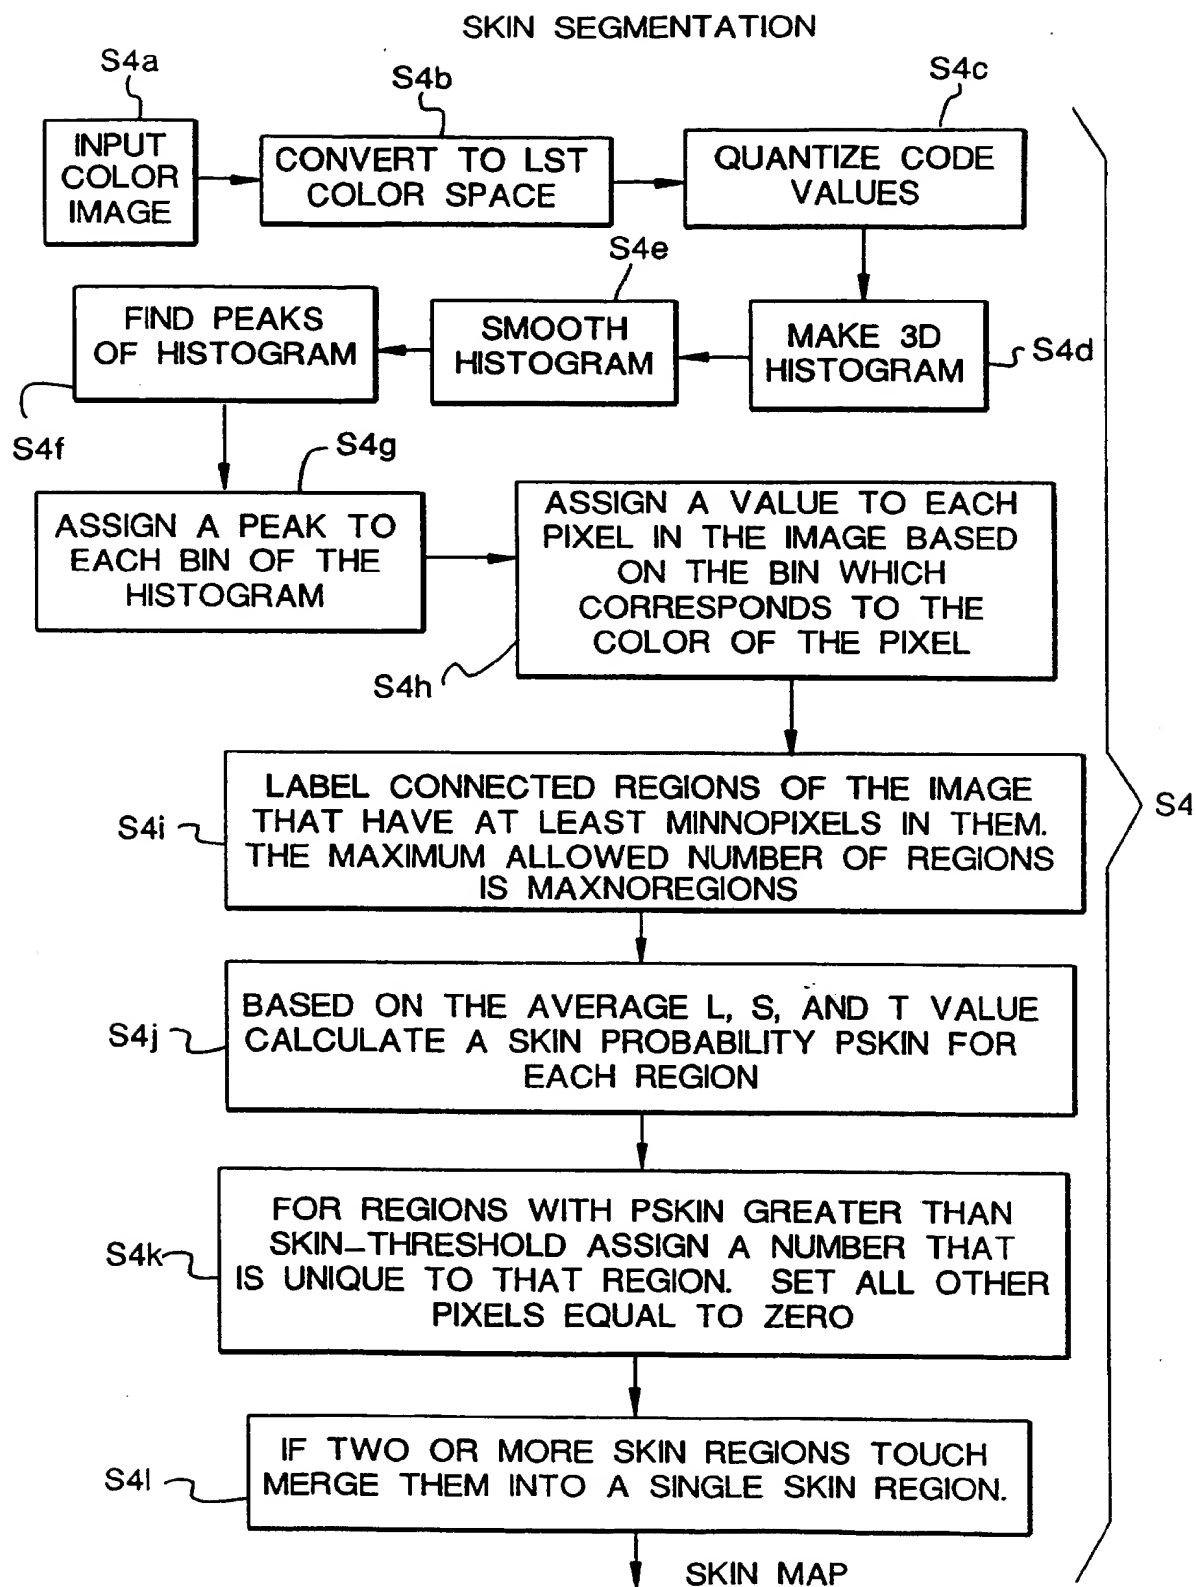 SKIN SEGMENTATION
S4a
S4b
S4c
INPUT
COLOR
IMAGE
CONVERT TO LST
COLOR SPACE
QUANTIZE CODE
VALUES
S4e
FIND PEAKS
OF HISTOGRAM
SMOOTH
HISTOGRAM
MAKE 3D
HISTOGRAM
S4d
S4f
S4g
ASSIGN A PEAK TO
EACH BIN OF THE
HISTOGRAM
ASSIGN A VALUE TO EACH
PIXEL IN THE IMAGE BASED
ON THE BIN WHICH
CORRESPONDS TO THE
COLOR OF THE PIXEL
S4h
LABEL CONNECTED REGIONS OF THE IMAGE
THAT HAVE AT LEAST MINNOPIXELS IN THEM.
THE MAXIMUM ALLOWED NUMBER OF REGIONS
IS MAXNOREGIONS
S4i
S4
BASED ON THE AVERAGE L, S, AND T VALUE
CALCULATE A SKIN PROBABILITY PSKIN FOR
EACH REGION
S4j
FOR REGIONS WITH PSKIN GREATER THAN
SKIN-THRESHOLD ASSIGN A NUMBER THAT
IS UNIQUE TO THAT REGION. SET ALL OTHER
PIXELS EQUAL TO ZERO
S4k
IF TWO OR MORE SKIN REGIONS TOUCH
MERGE THEM INTO A SINGLE SKIN REGION.
S4l
SKIN MAP